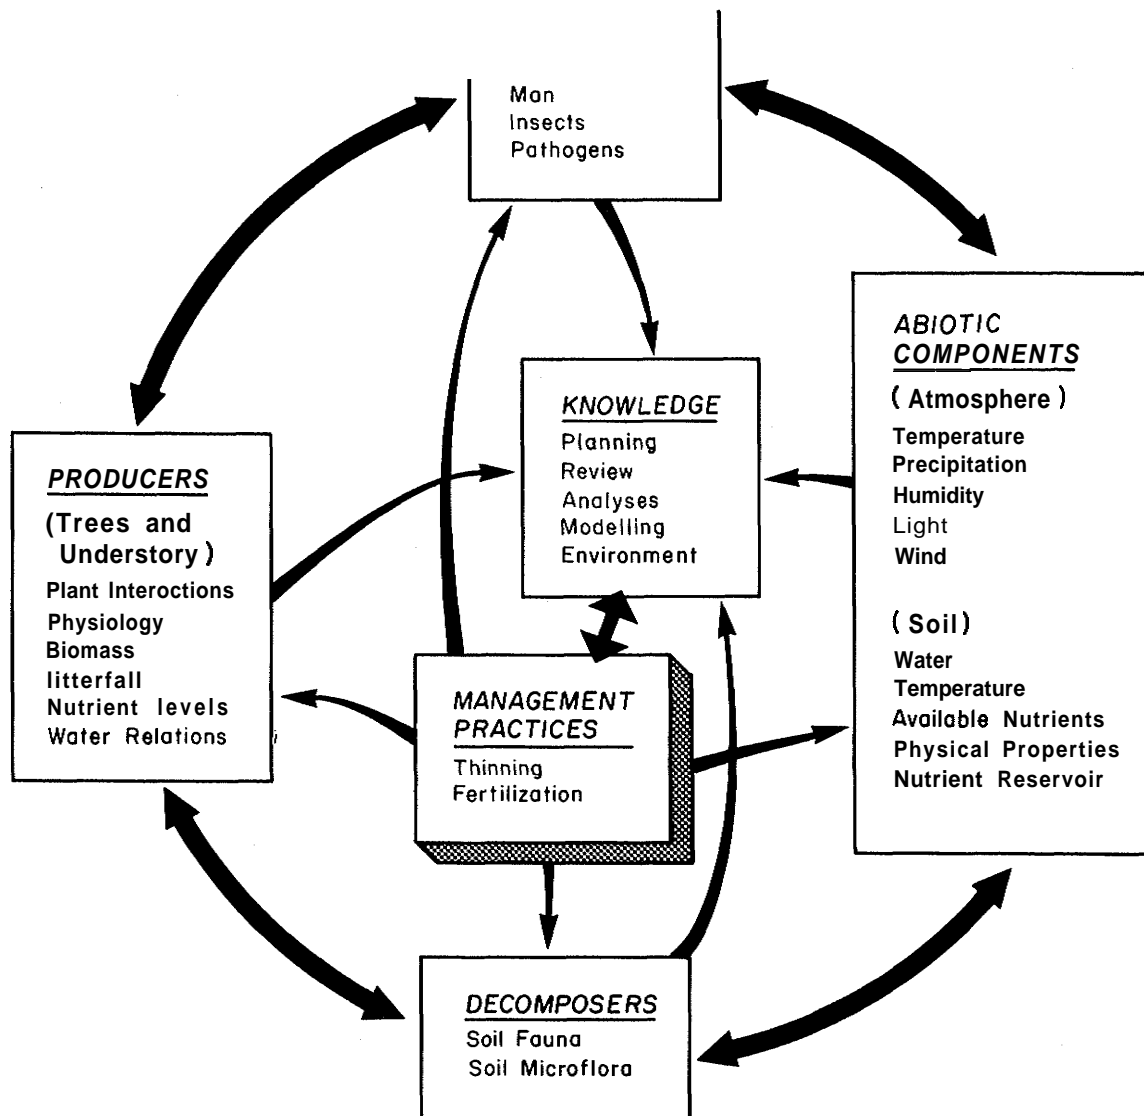 Man
Insects
Pathogens
KNOWLEDGE
Planning
Review
Analyses
Modelling
Environment
ABIOTIC
COMPONENTS
(Atmosphere)
Temperature
Precipitation
Humidity
Light
Wind
(Soil)
Water
Temperature
Available Nutrients
Physical Properties
Nutrient Reservoir
PRODUCERS
(Trees and
Understory)
Plant Interoctions
Physiology
Biomass
litterfall
Nutrient levels
Water Relations
MANAGEMENT
PRACTICES
Thinning
Fertilization
DECOMPOSERS
Soil Fauna
Soil Microflora